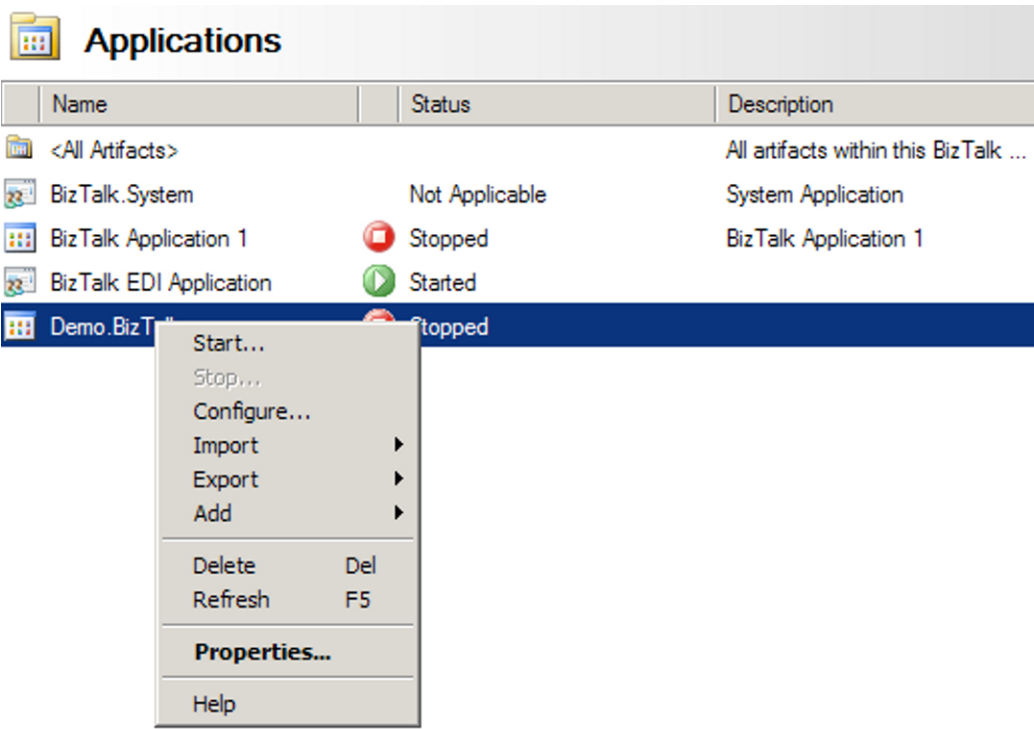 Applications
Name Status Description
<All Artifacts> All artifacts within this BizTalk ...
BizTalk.System Not Applicable System Application
BizTalk Application 1 Stopped BizTalk Application 1
BizTalk EDI Application Started
Demo.BizTalk Stopped
Start...
Stop...
Configure...
Import
Export
Add
Delete Del
Refresh F5
Properties...
Help